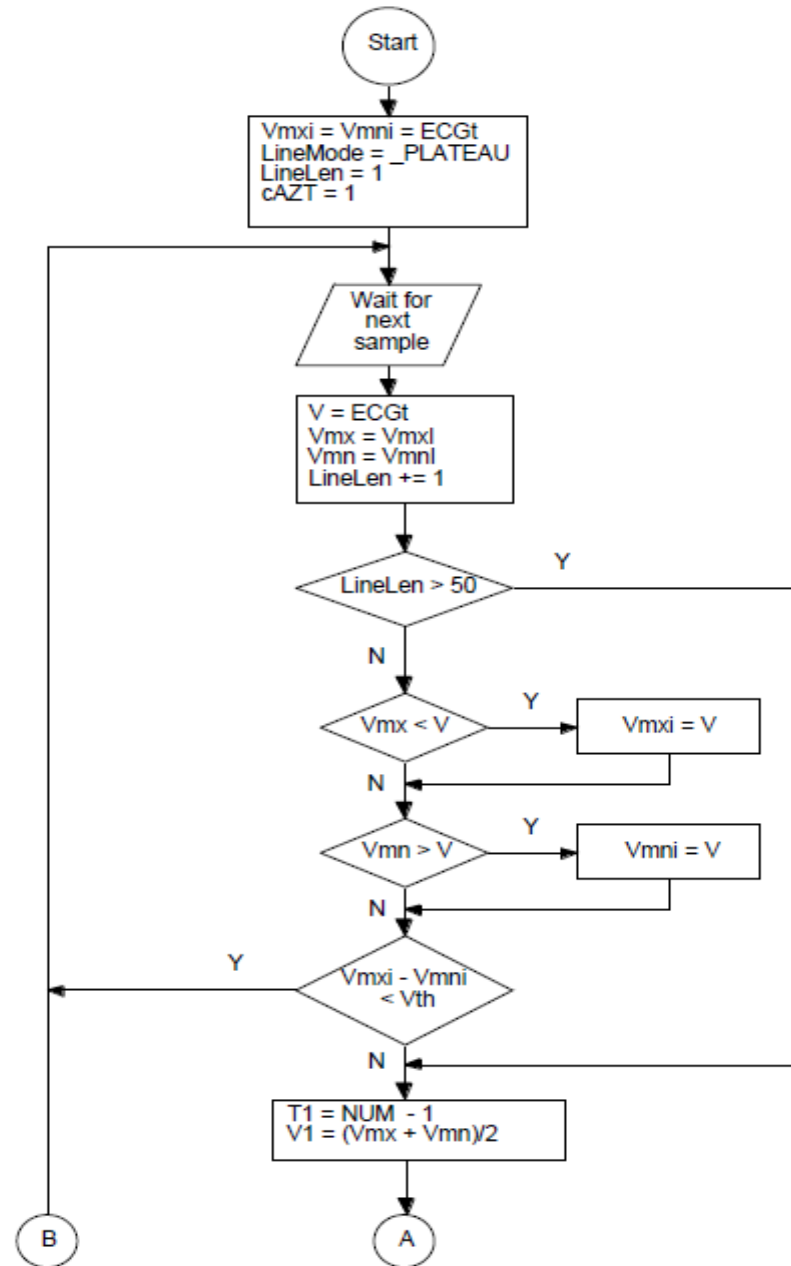 Start
Vmxi = Vmni = ECGt
LineMode = _PLATEAU
LineLen = 1
cAZT = 1
Wait for
next
sample
V = ECGt
Vmx = VmxI
Vmn = VmnI
LineLen += 1
LineLen > 50
Y
N
Vmx < V
Y
Vmxi = V
N
Vmn > V
Y
Vmni = V
N
Vmxi - Vmni
< Vth
Y
N
T1 = NUM - 1
V1 = (Vmx + Vmn)/2
B
A